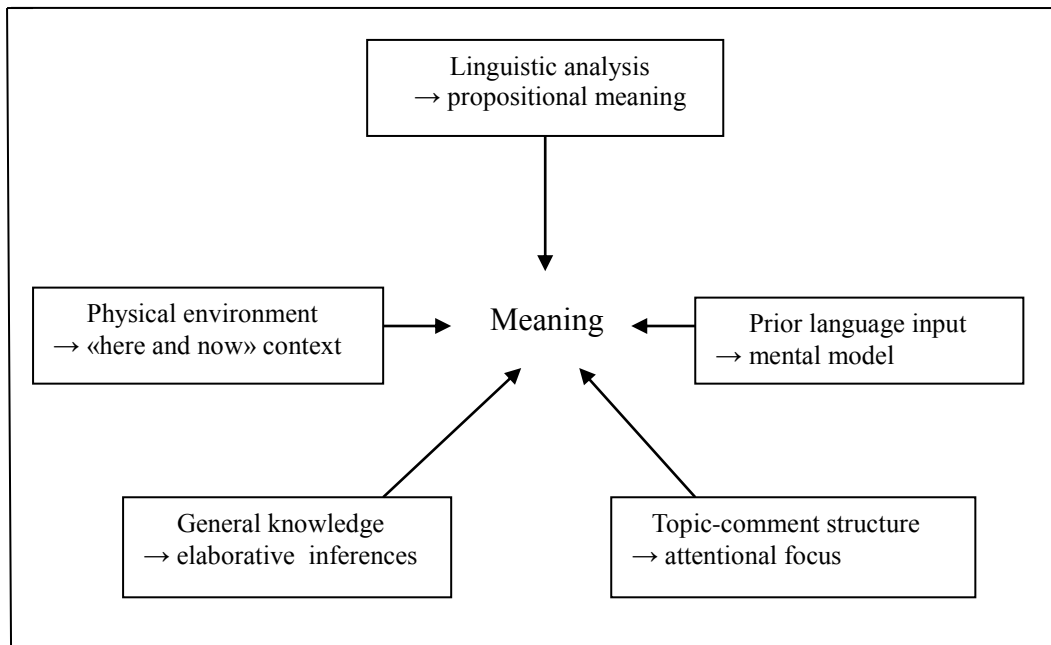 Linguistic analysis
→ propositional meaning
Physical environment
→ «here and now» context
Meaning
Prior language input
→ mental model
General knowledge
→ elaborative inferences
Topic-comment structure
→ attentional focus